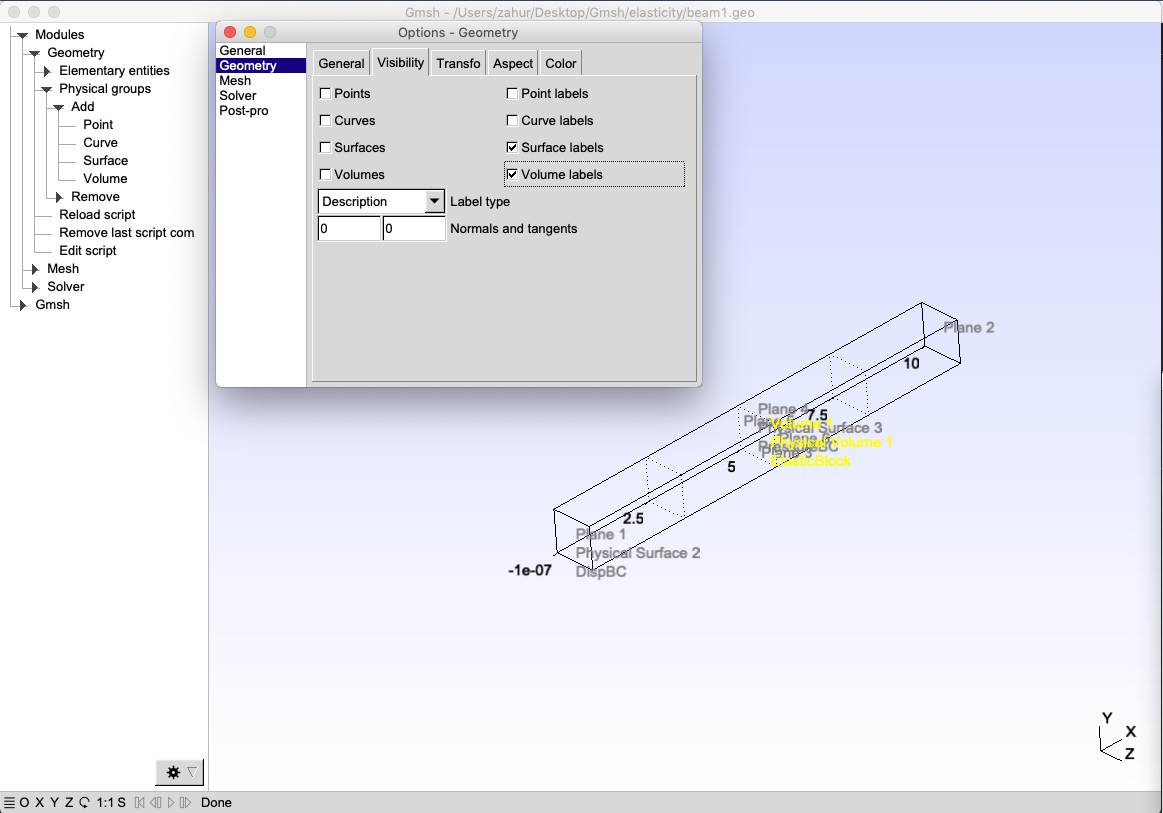 Gmsh - /Users/zahur/Desktop/Gmsh/elasticity/beam1.geo
Modules
Geometry
Elementary entities
Physical groups
Add
Point
Curve
Surface
Volume
Remove
Reload script
Remove last script com
Edit script
Mesh
Solver
Gmsh
Options - Geometry
General
Geometry
Mesh
Solver
Post-pro
General Visibility Transfo Aspect Color
Points Point labels
Curves Curve labels
Surfaces Surface labels
Volumes Volume labels
Description Label type
0 0 Normals and tangents
Plane 2
10
Plane 4
7.5
Volume 1
Physical Surface 3
Plane 6
Physical Volume 1
Plane 3
ElasticBlock
5
2.5
Plane 1
Physical Surface 2
-1e-07 DispBC
Y
X
Z
O X Y Z 1:1 S Done